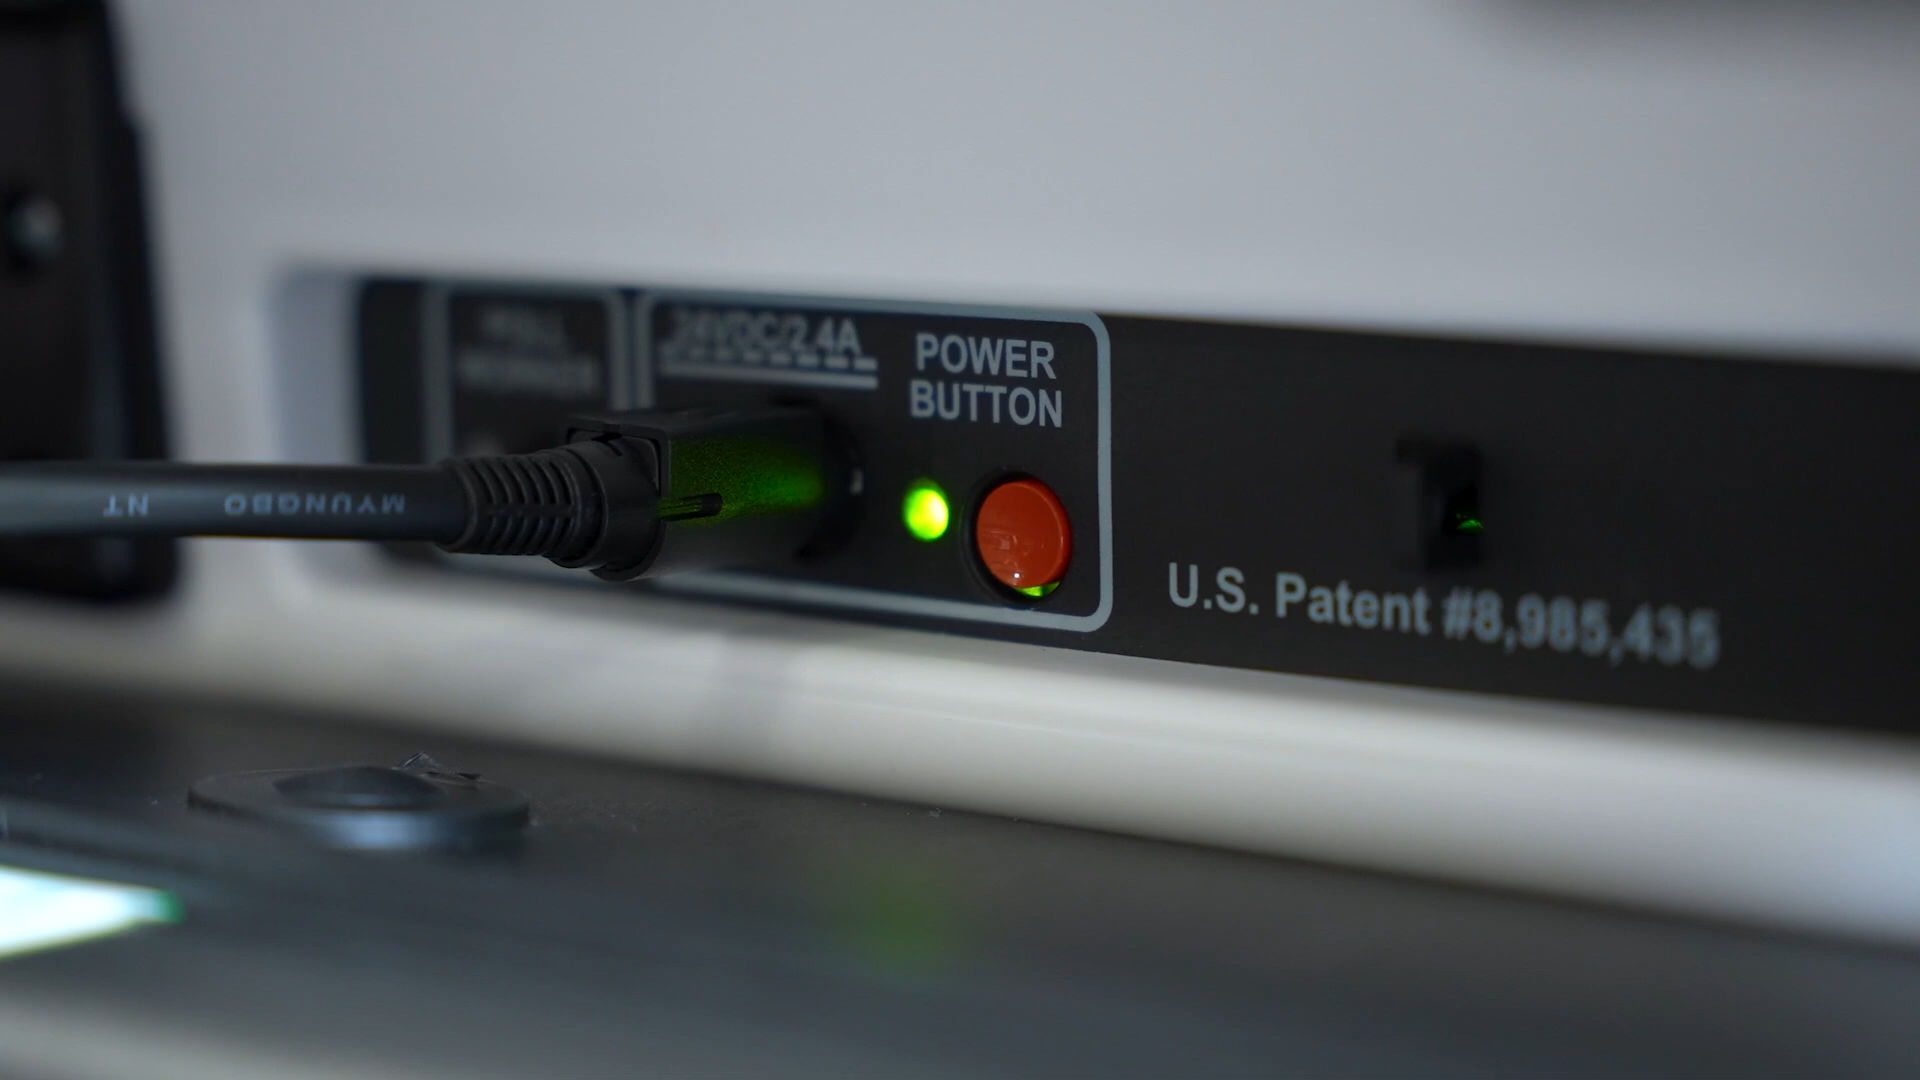 24VDC/2.4A
POWER
BUTTON
MYUNGBO
NT
U.S. Patent #8,985,435